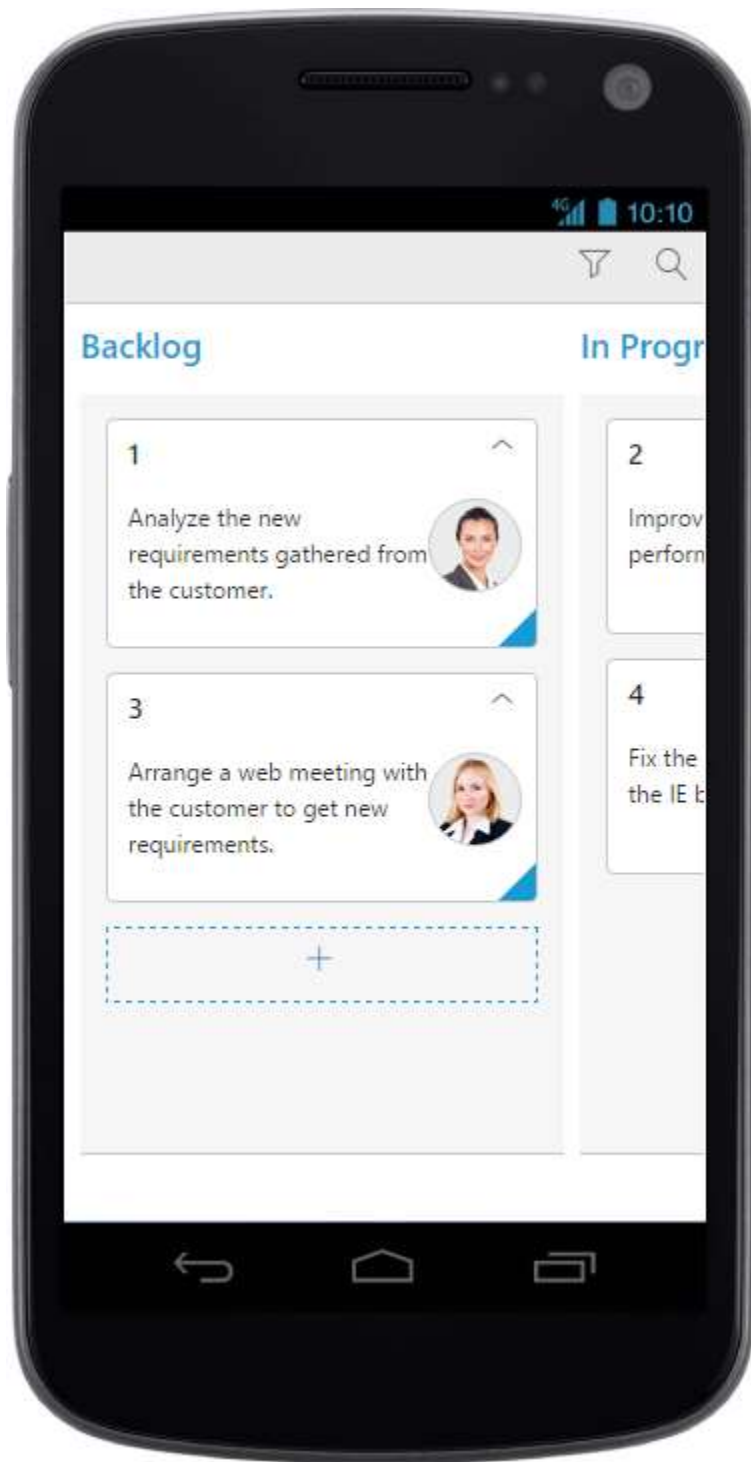 4G 10:10
Backlog
In Progr
1
Analyze the new
requirements gathered from
the customer.
3
Arrange a web meeting with
the customer to get new
requirements.
+
2
Improv
perform
4
Fix the
the IE b